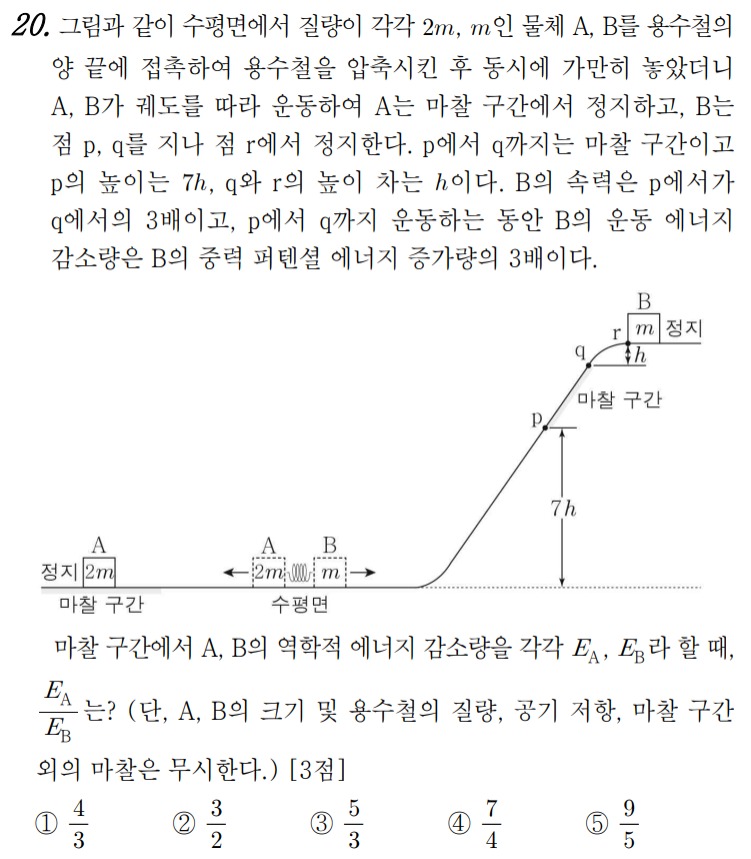 20. 그림과 같이 수평면에서 질량이 각각 2m, m인 물체 A, B를 용수철의
양 끝에 접촉하여 용수철을 압축시킨 후 동시에 가만히 놓았더니
A, B가 궤도를 따라 운동하여 A는 마찰 구간에서 정지하고, B는
점 p, q를 지나 점 r에서 정지한다. p에서 q까지는 마찰 구간이고
p의 높이는 7h, q와 r의 높이 차는 h이다. B의 속력은 p에서가
q에서의 3배이고, p에서 q까지 운동하는 동안 B의 운동 에너지
감소량은 B의 중력 퍼텐셜 에너지 증가량의 3배이다.
B
r m 정지
q h
마찰 구간
p
7h
A A B
정지 2m 2m m
마찰 구간 수평면
마찰 구간에서 A, B의 역학적 에너지 감소량을 각각 E_A, E_B라 할 때,
E_A/E_B는? (단, A, B의 크기 및 용수철의 질량, 공기 저항, 마찰 구간
외의 마찰은 무시한다.) [3점]
① 4/3 ② 3/2 ③ 5/3 ④ 7/4 ⑤ 9/5